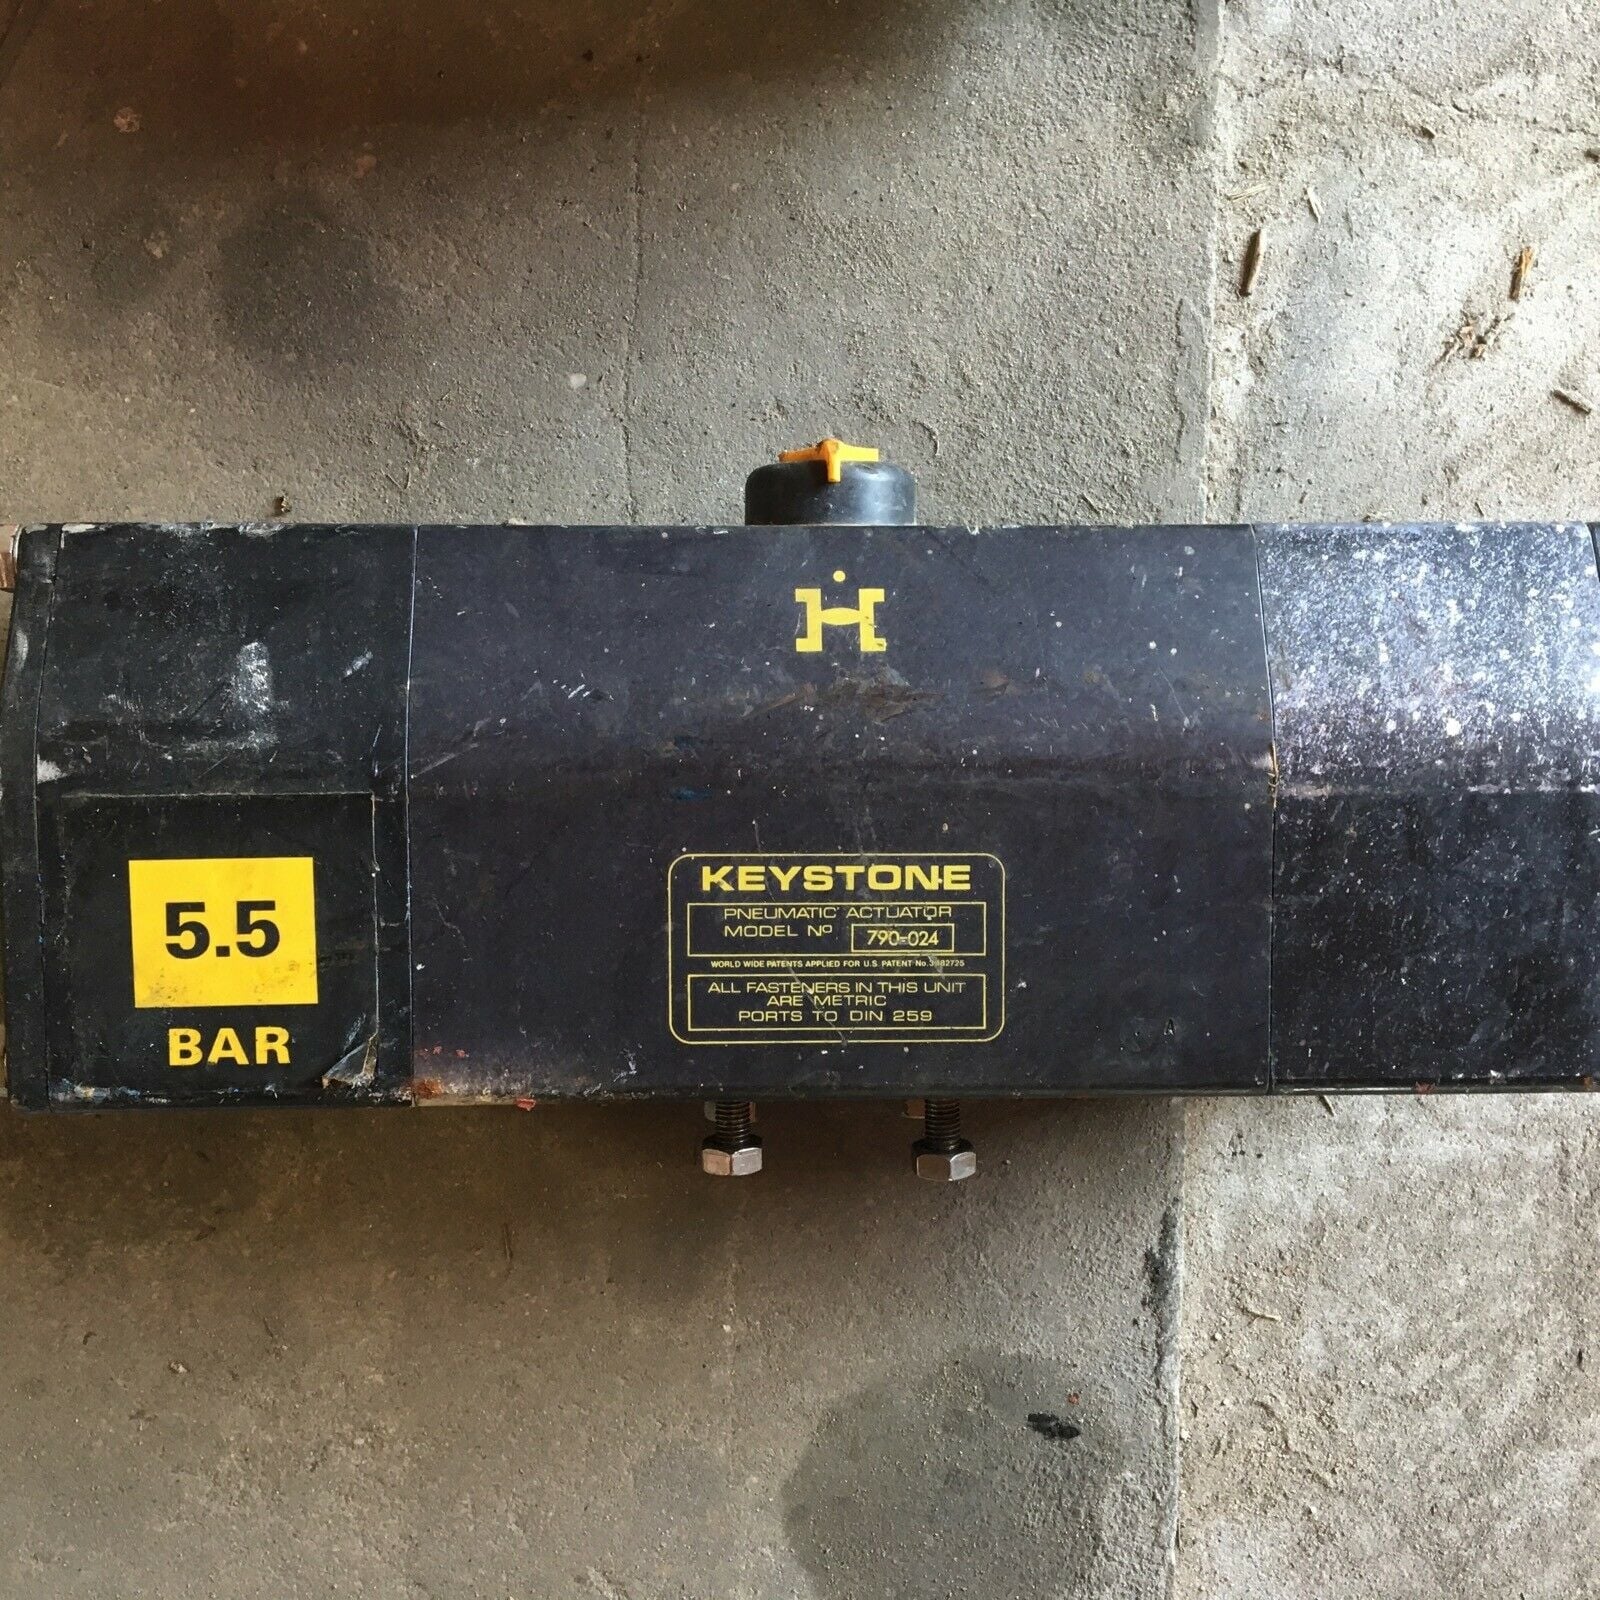 5.5
BAR
KEYSTONE
PNEUMATIC ACTUATOR
MODEL Nº 790-024
WORLD WIDE PATENTS APPLIED FOR U.S. PATENT No.
ALL FASTENERS IN THIS UNIT
ARE METRIC
PORTS TO DIN 259